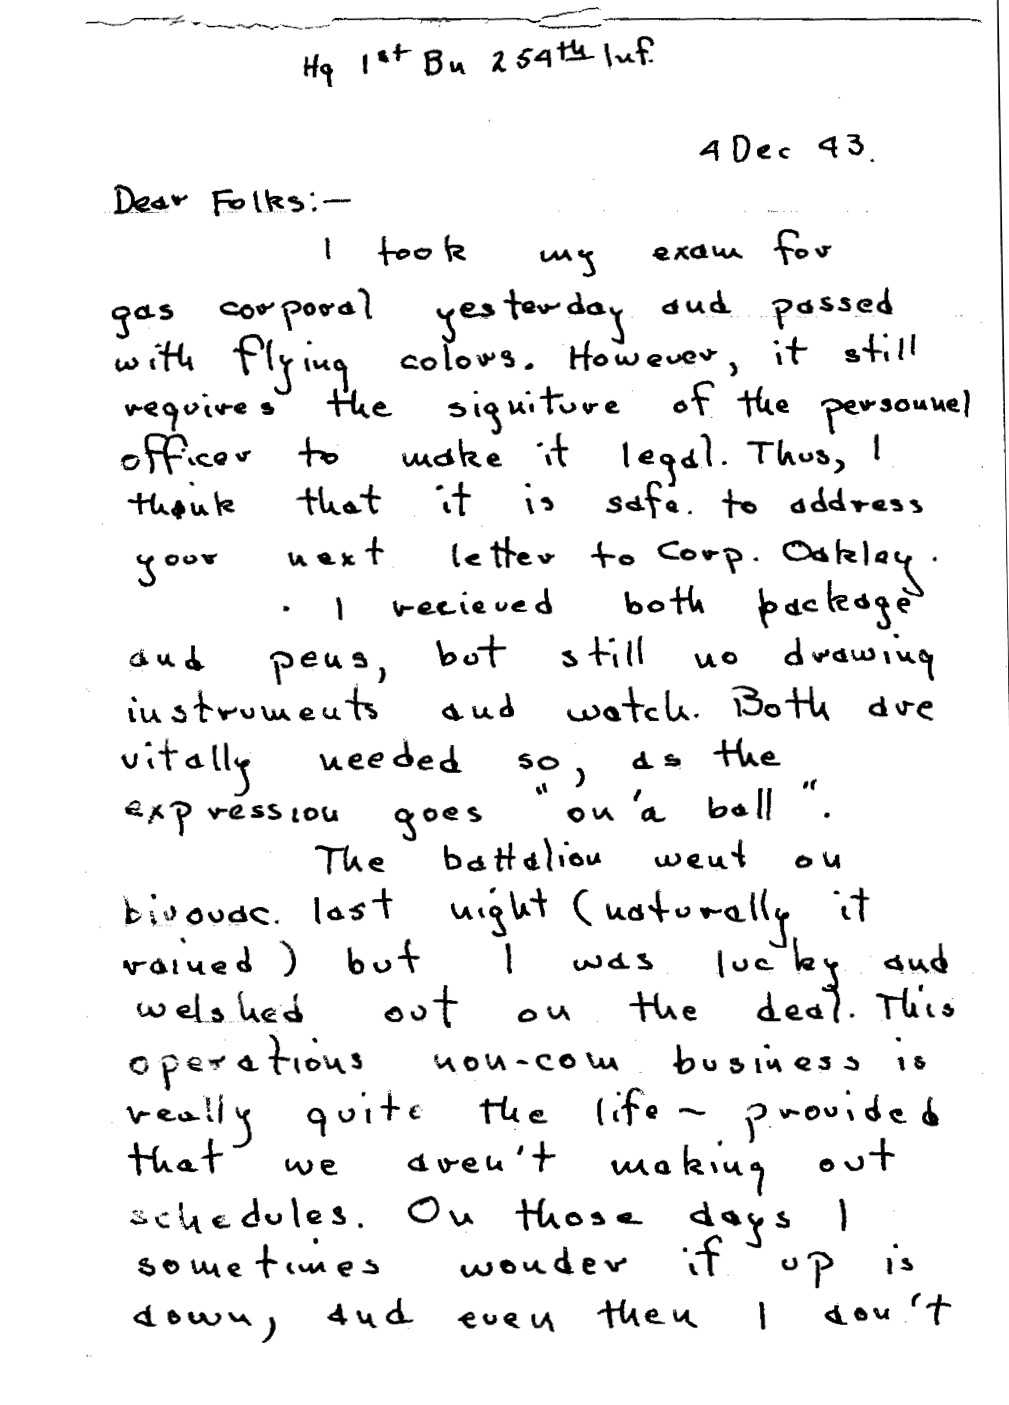 Hq 1st Bn 254th Inf.
4 Dec 43.
Dear Folks:—
I took my exam for
gas corporal yesterday and passed
with flying colors. However, it still
requires the signiture of the personnel
officer to make it legal. Thus, I
think that it is safe. to address
your next letter to Corp. Oakley.
I recieved both package
and pens, but still no drawing
instruments and watch. Both are
vitally needed so, as the
expression goes "on 'a ball".
The battalion went on
bivouac. last night (naturally it
rained) but I was lucky and
welshed out on the deal. This
operations non-com business is
really quite the life ~ provided
that we aren't making out
schedules. On those days I
sometimes wonder if up is
down, and even then I don't